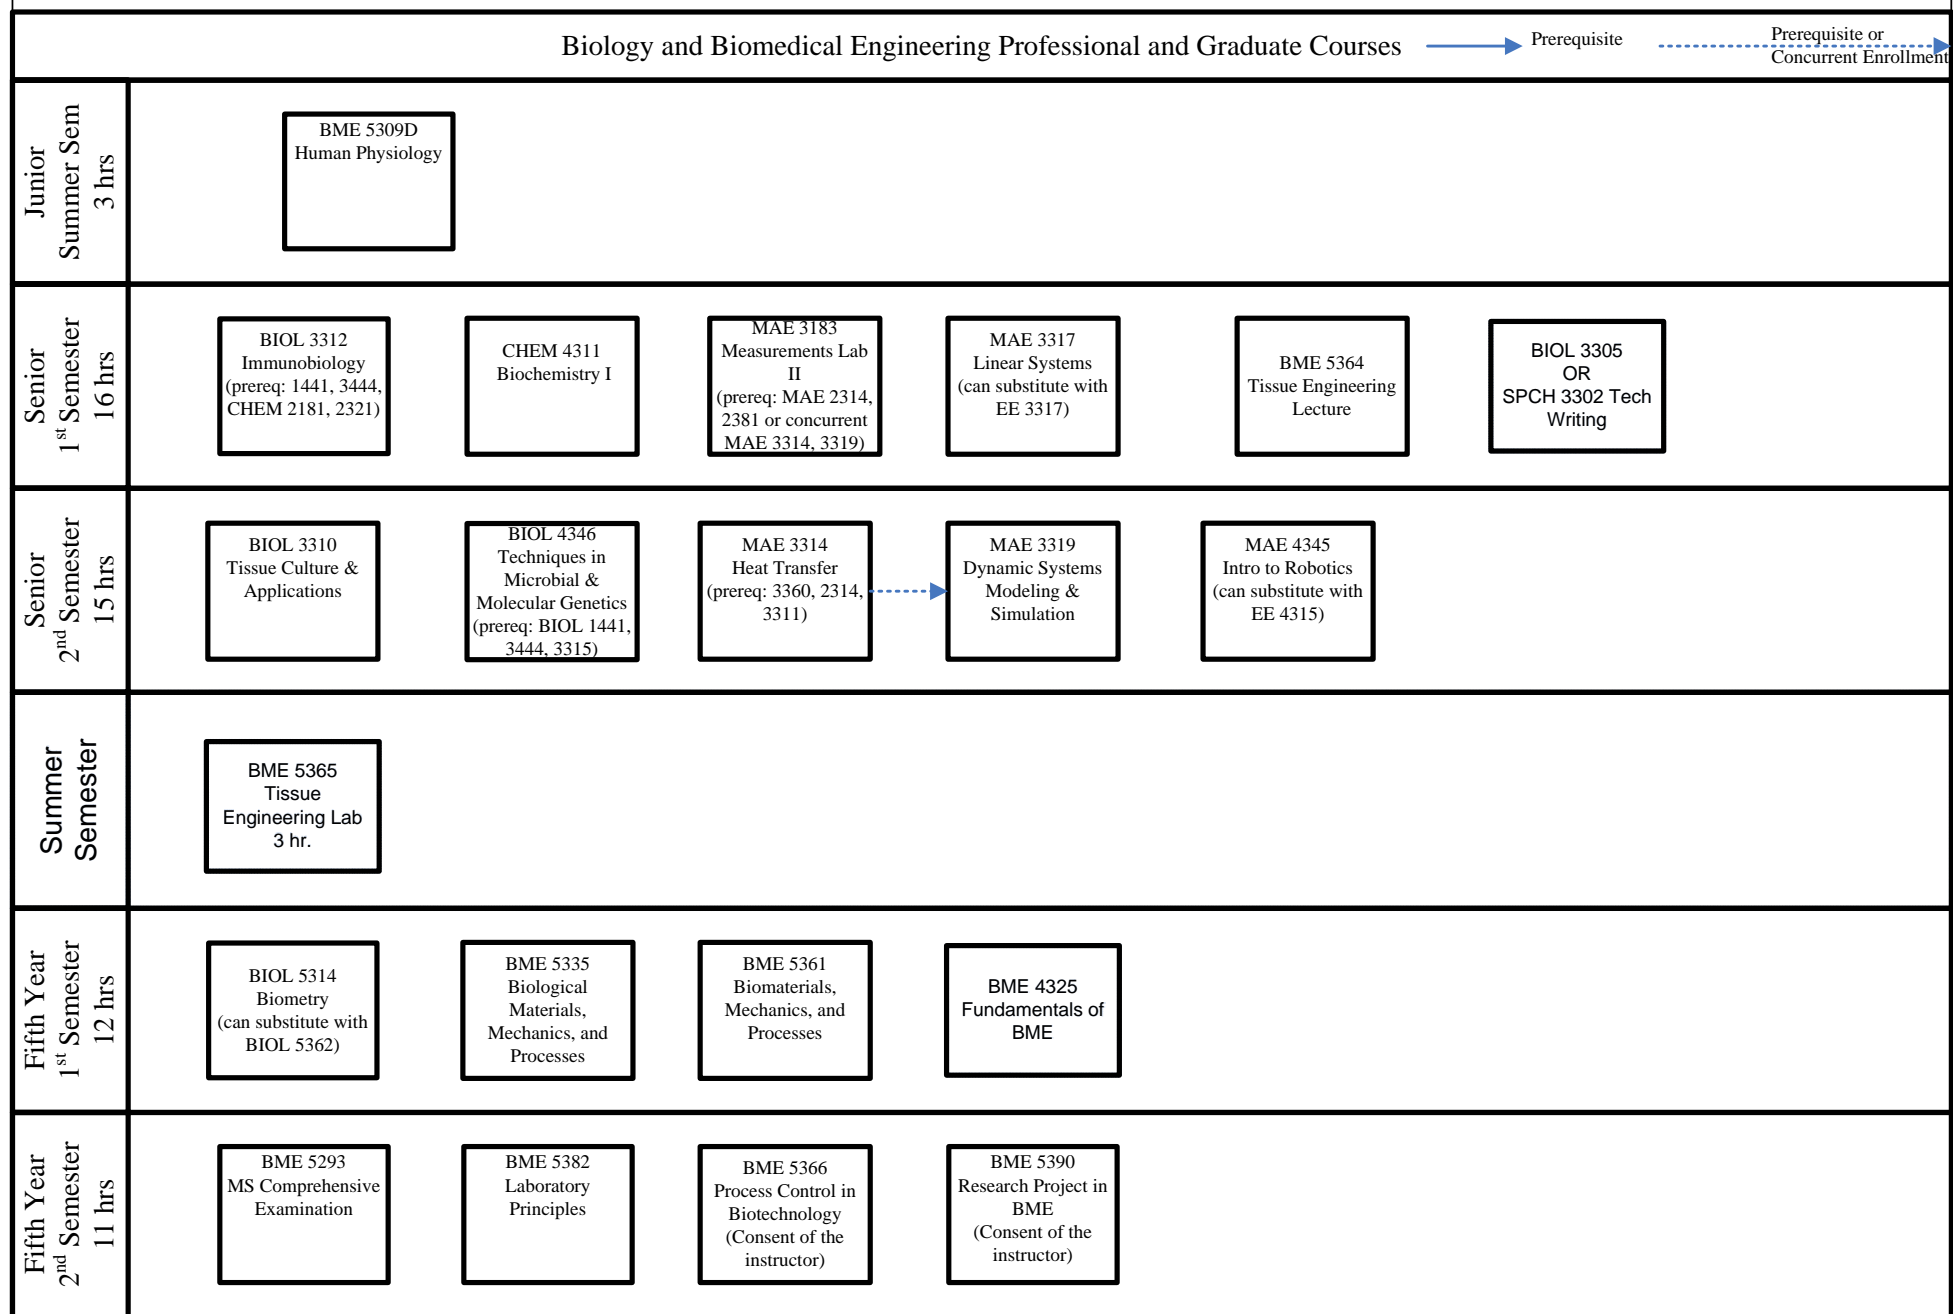 Biology and Biomedical Engineering Professional and Graduate Courses
Prerequisite
Prerequisite or
Concurrent Enrollment
Junior
Summer Sem
3 hrs
BME 5309D
Human Physiology
Senior
1st Semester
16 hrs
BIOL 3312
Immunobiology
(prereq: 1441, 3444,
CHEM 2181, 2321)
CHEM 4311
Biochemistry I
MAE 3183
Measurements Lab
II
(prereq: MAE 2314,
2381 or concurrent
MAE 3314, 3319)
MAE 3317
Linear Systems
(can substitute with
EE 3317)
BME 5364
Tissue Engineering
Lecture
BIOL 3305
OR
SPCH 3302 Tech
Writing
Senior
2nd Semester
15 hrs
BIOL 3310
Tissue Culture &
Applications
BIOL 4346
Techniques in
Microbial &
Molecular Genetics
(prereq: BIOL 1441,
3444, 3315)
MAE 3314
Heat Transfer
(prereq: 3360, 2314,
3311)
MAE 3319
Dynamic Systems
Modeling &
Simulation
MAE 4345
Intro to Robotics
(can substitute with
EE 4315)
Summer
Semester
BME 5365
Tissue
Engineering Lab
3 hr.
Fifth Year
1st Semester
12 hrs
BIOL 5314
Biometry
(can substitute with
BIOL 5362)
BME 5335
Biological
Materials,
Mechanics, and
Processes
BME 5361
Biomaterials,
Mechanics, and
Processes
BME 4325
Fundamentals of
BME
Fifth Year
2nd Semester
11 hrs
BME 5293
MS Comprehensive
Examination
BME 5382
Laboratory
Principles
BME 5366
Process Control in
Biotechnology
(Consent of the
instructor)
BME 5390
Research Project in
BME
(Consent of the
instructor)